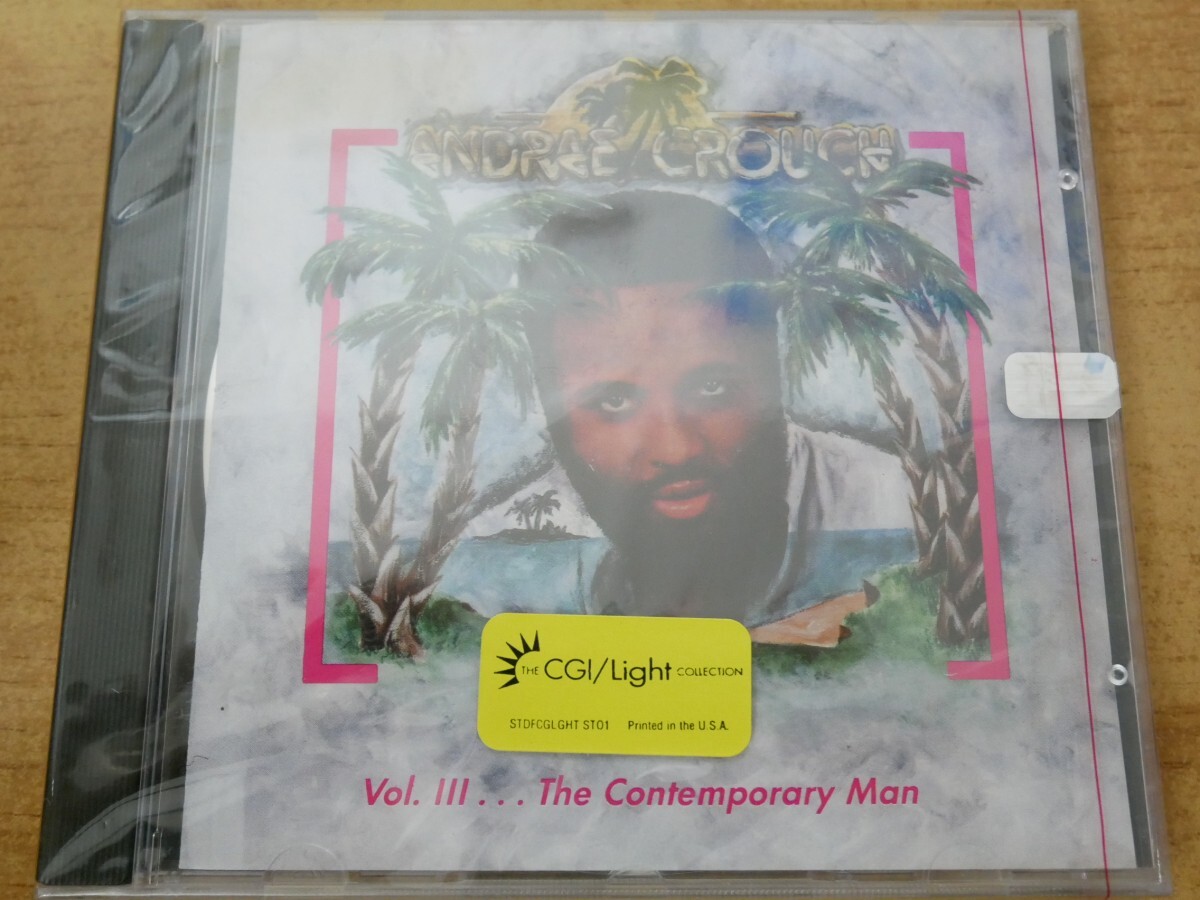 ANDRAE CROUCH
THE CGI/Light COLLECTION
STDFCGLGHT ST01 Printed in the U.S.A.
Vol. III . . . The Contemporary Man